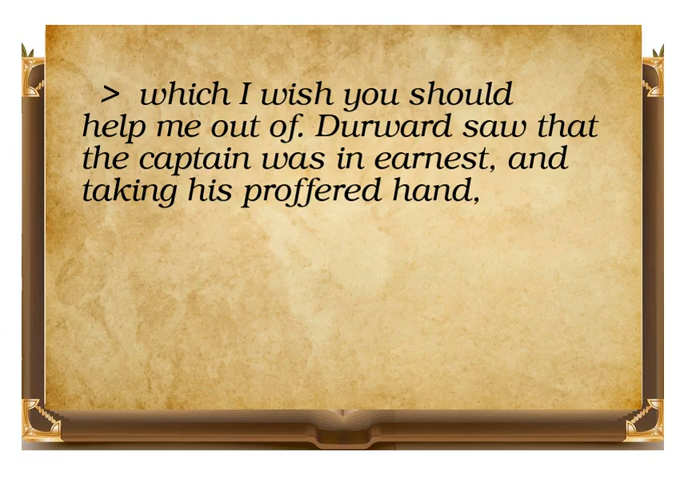 > which I wish you should
help me out of. Durward saw that
the captain was in earnest, and
taking his proffered hand,